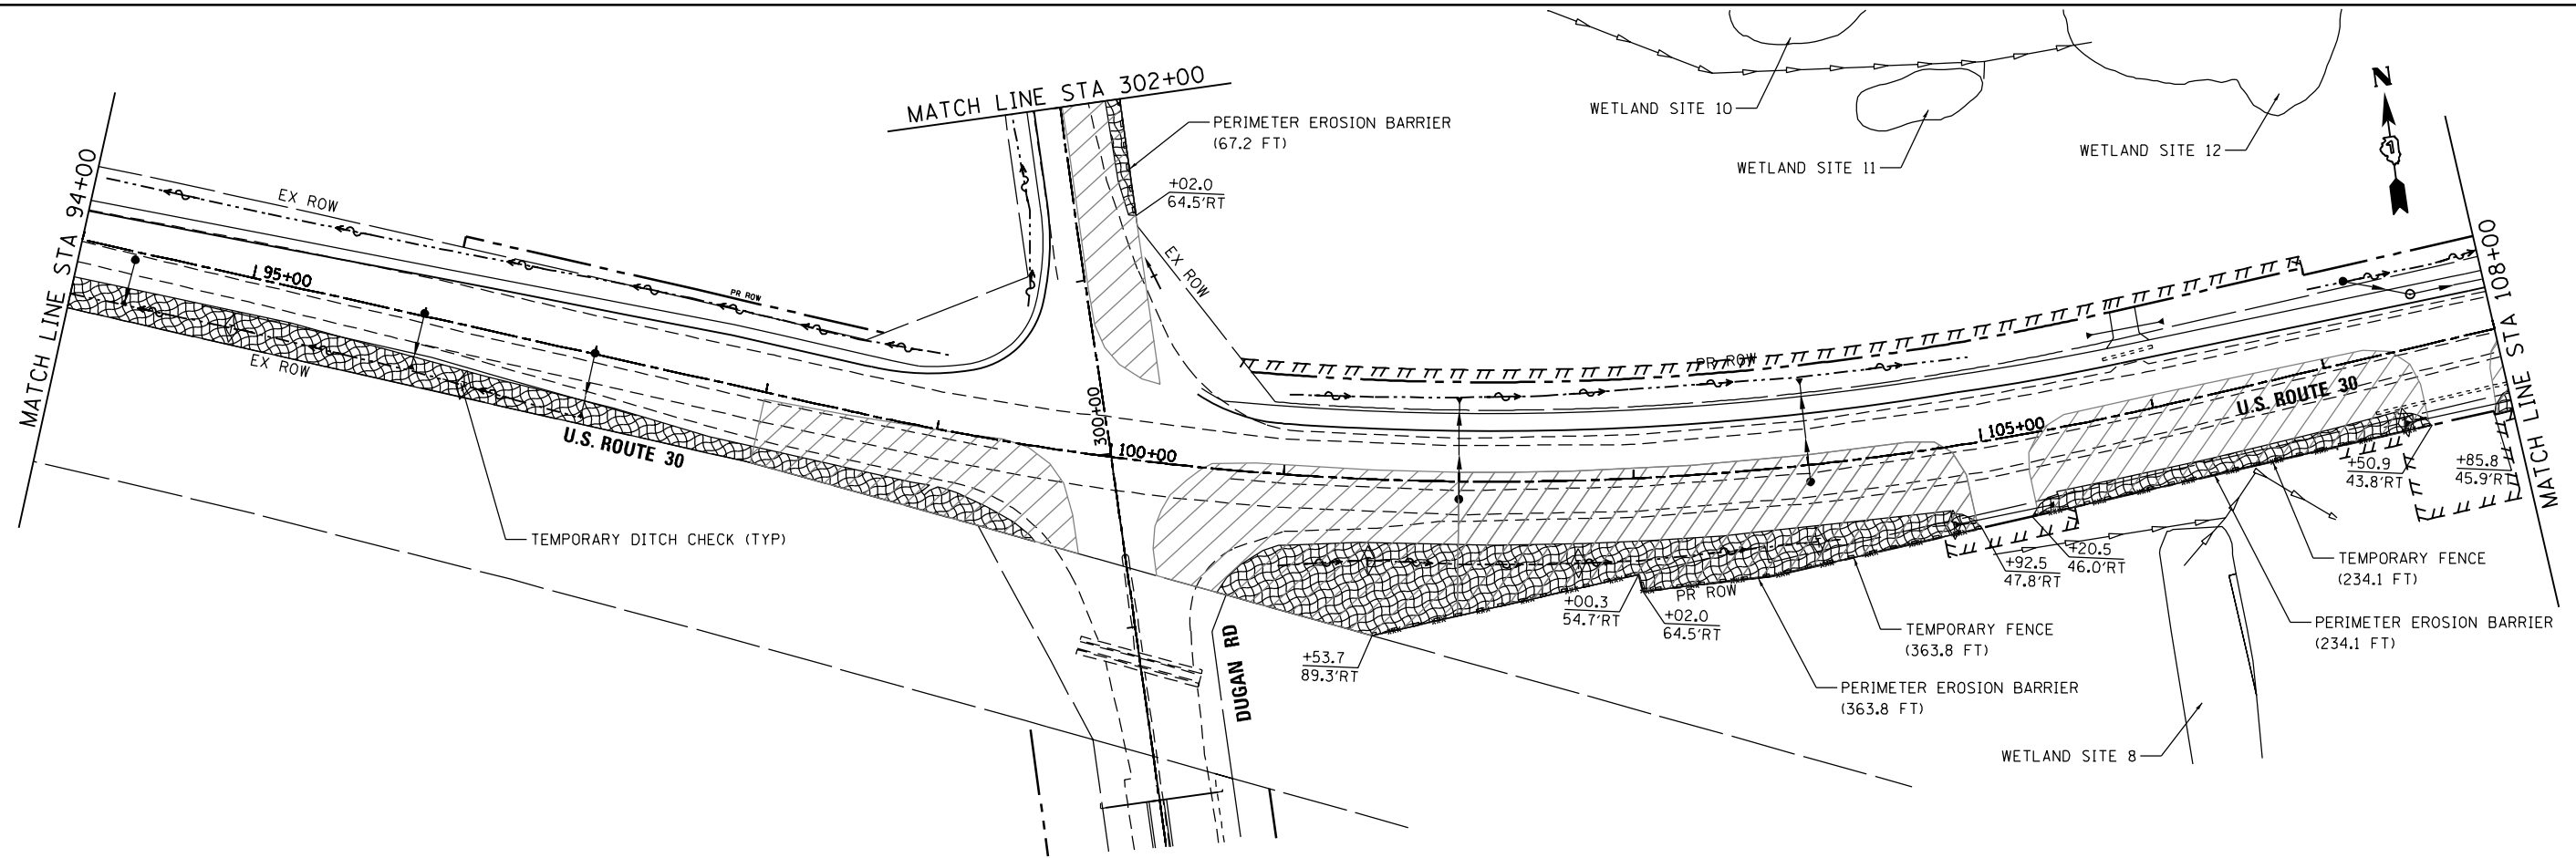 MATCH LINE STA 94+00
EX ROW
95+00
PR ROW
EX ROW
U.S. ROUTE 30
TEMPORARY DITCH CHECK (TYP)
MATCH LINE STA 302+00
PERIMETER EROSION BARRIER
(67.2 FT)
+02.0
64.5'RT
EX ROW
300+00
100+00
DUGAN RD
WETLAND SITE 10
WETLAND SITE 11
WETLAND SITE 12
N
1
PR ROW
105+00
U.S. ROUTE 30
MATCH LINE STA 108+00
+53.7
89.3'RT
+00.3
54.7'RT
+02.0
64.5'RT
PR ROW
+92.5
47.8'RT
+20.5
46.0'RT
+50.9
43.8'RT
+85.8
45.9'RT
TEMPORARY FENCE
(363.8 FT)
PERIMETER EROSION BARRIER
(363.8 FT)
TEMPORARY FENCE
(234.1 FT)
PERIMETER EROSION BARRIER
(234.1 FT)
WETLAND SITE 8